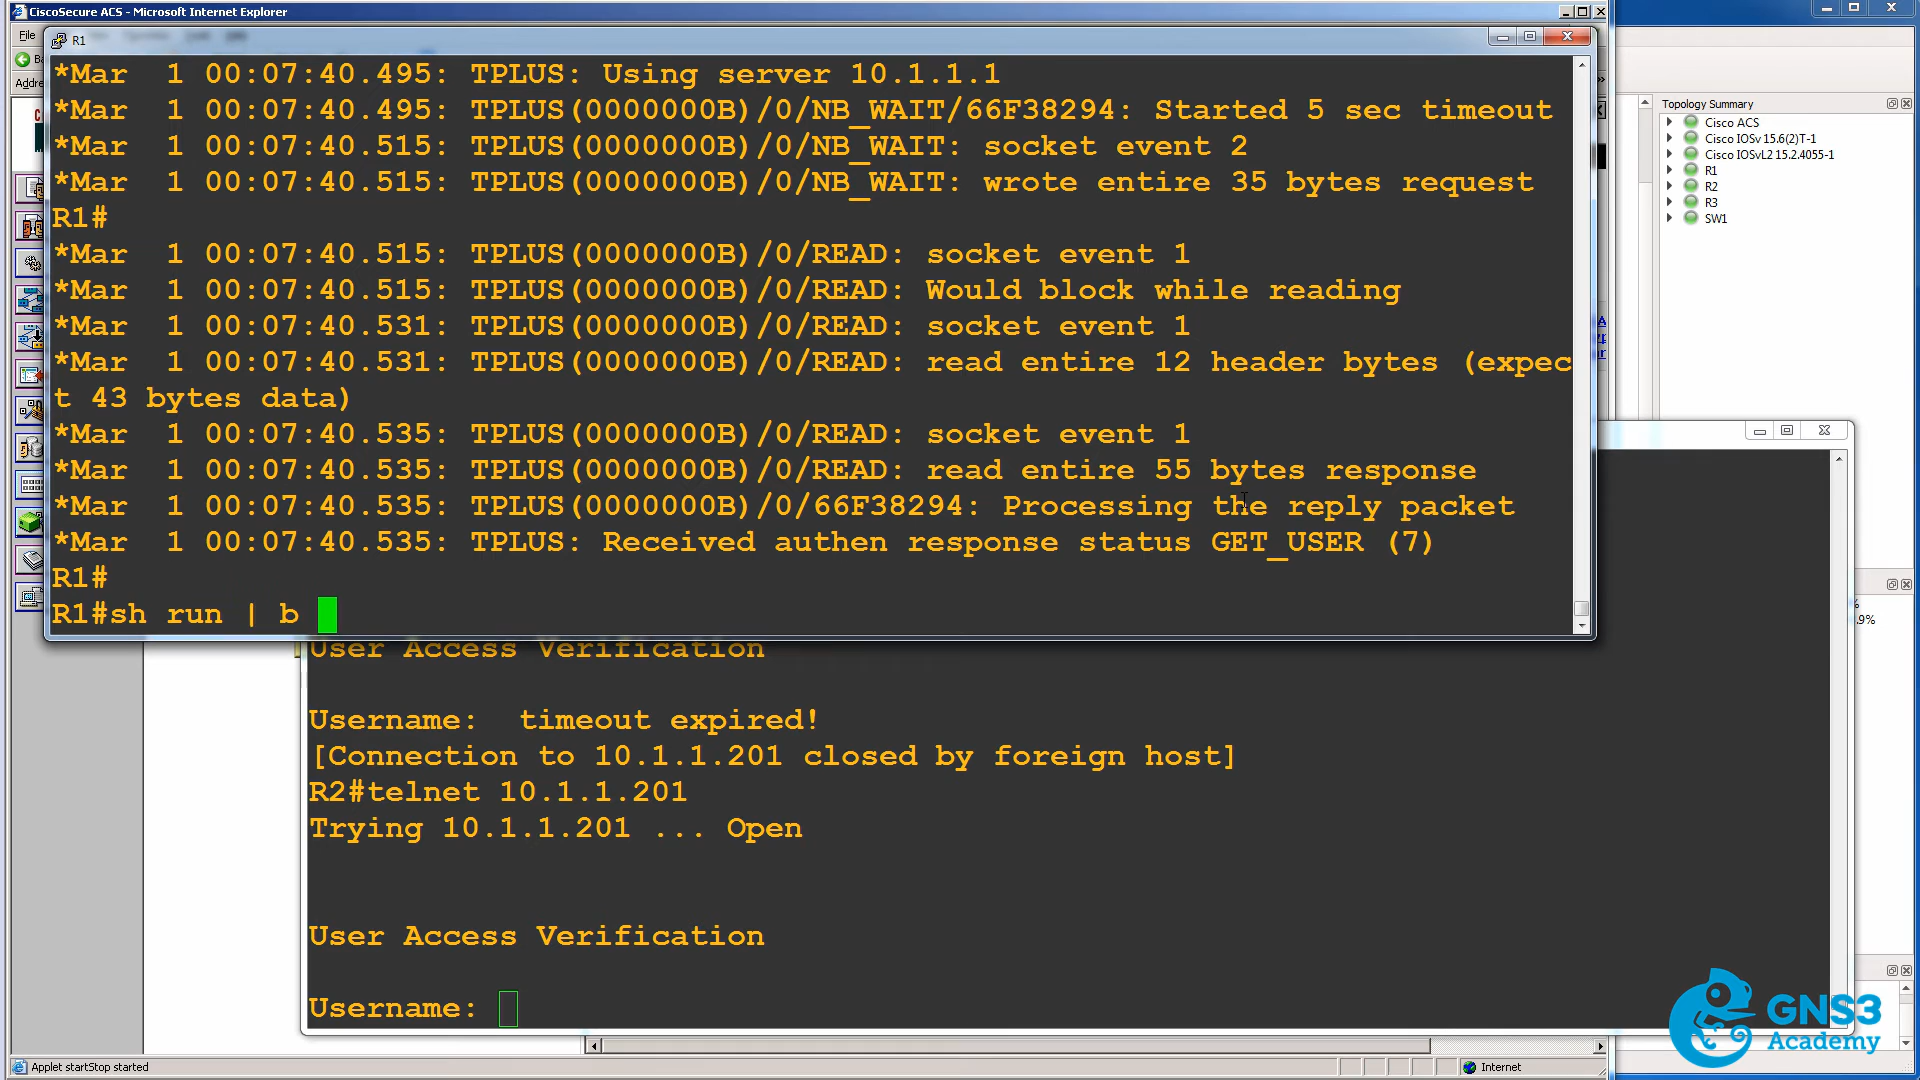 CiscoSecure ACS - Microsoft Internet Explorer
File
R1
Addre
*Mar  1 00:07:40.495: TPLUS: Using server 10.1.1.1
*Mar  1 00:07:40.495: TPLUS(0000000B)/0/NB_WAIT/66F38294: Started 5 sec timeout
*Mar  1 00:07:40.515: TPLUS(0000000B)/0/NB_WAIT: socket event 2
*Mar  1 00:07:40.515: TPLUS(0000000B)/0/NB_WAIT: wrote entire 35 bytes request
R1#
*Mar  1 00:07:40.515: TPLUS(0000000B)/0/READ: socket event 1
*Mar  1 00:07:40.515: TPLUS(0000000B)/0/READ: Would block while reading
*Mar  1 00:07:40.531: TPLUS(0000000B)/0/READ: socket event 1
*Mar  1 00:07:40.531: TPLUS(0000000B)/0/READ: read entire 12 header bytes (expec
t 43 bytes data)
*Mar  1 00:07:40.535: TPLUS(0000000B)/0/READ: socket event 1
*Mar  1 00:07:40.535: TPLUS(0000000B)/0/READ: read entire 55 bytes response
*Mar  1 00:07:40.535: TPLUS(0000000B)/0/66F38294: Processing the reply packet
*Mar  1 00:07:40.535: TPLUS: Received authen response status GET_USER (7)
R1#
R1#sh run | b
User Access Verification
Username:  timeout expired!
[Connection to 10.1.1.201 closed by foreign host]
R2#telnet 10.1.1.201
Trying 10.1.1.201 ... Open
User Access Verification
Username:
Topology Summary
Cisco ACS
Cisco IOSv 15.6(2)T-1
Cisco IOSvL2 15.2.4055-1
R1
R2
R3
SW1
%
.9%
GNS3
Academy
Applet startStop started
Internet